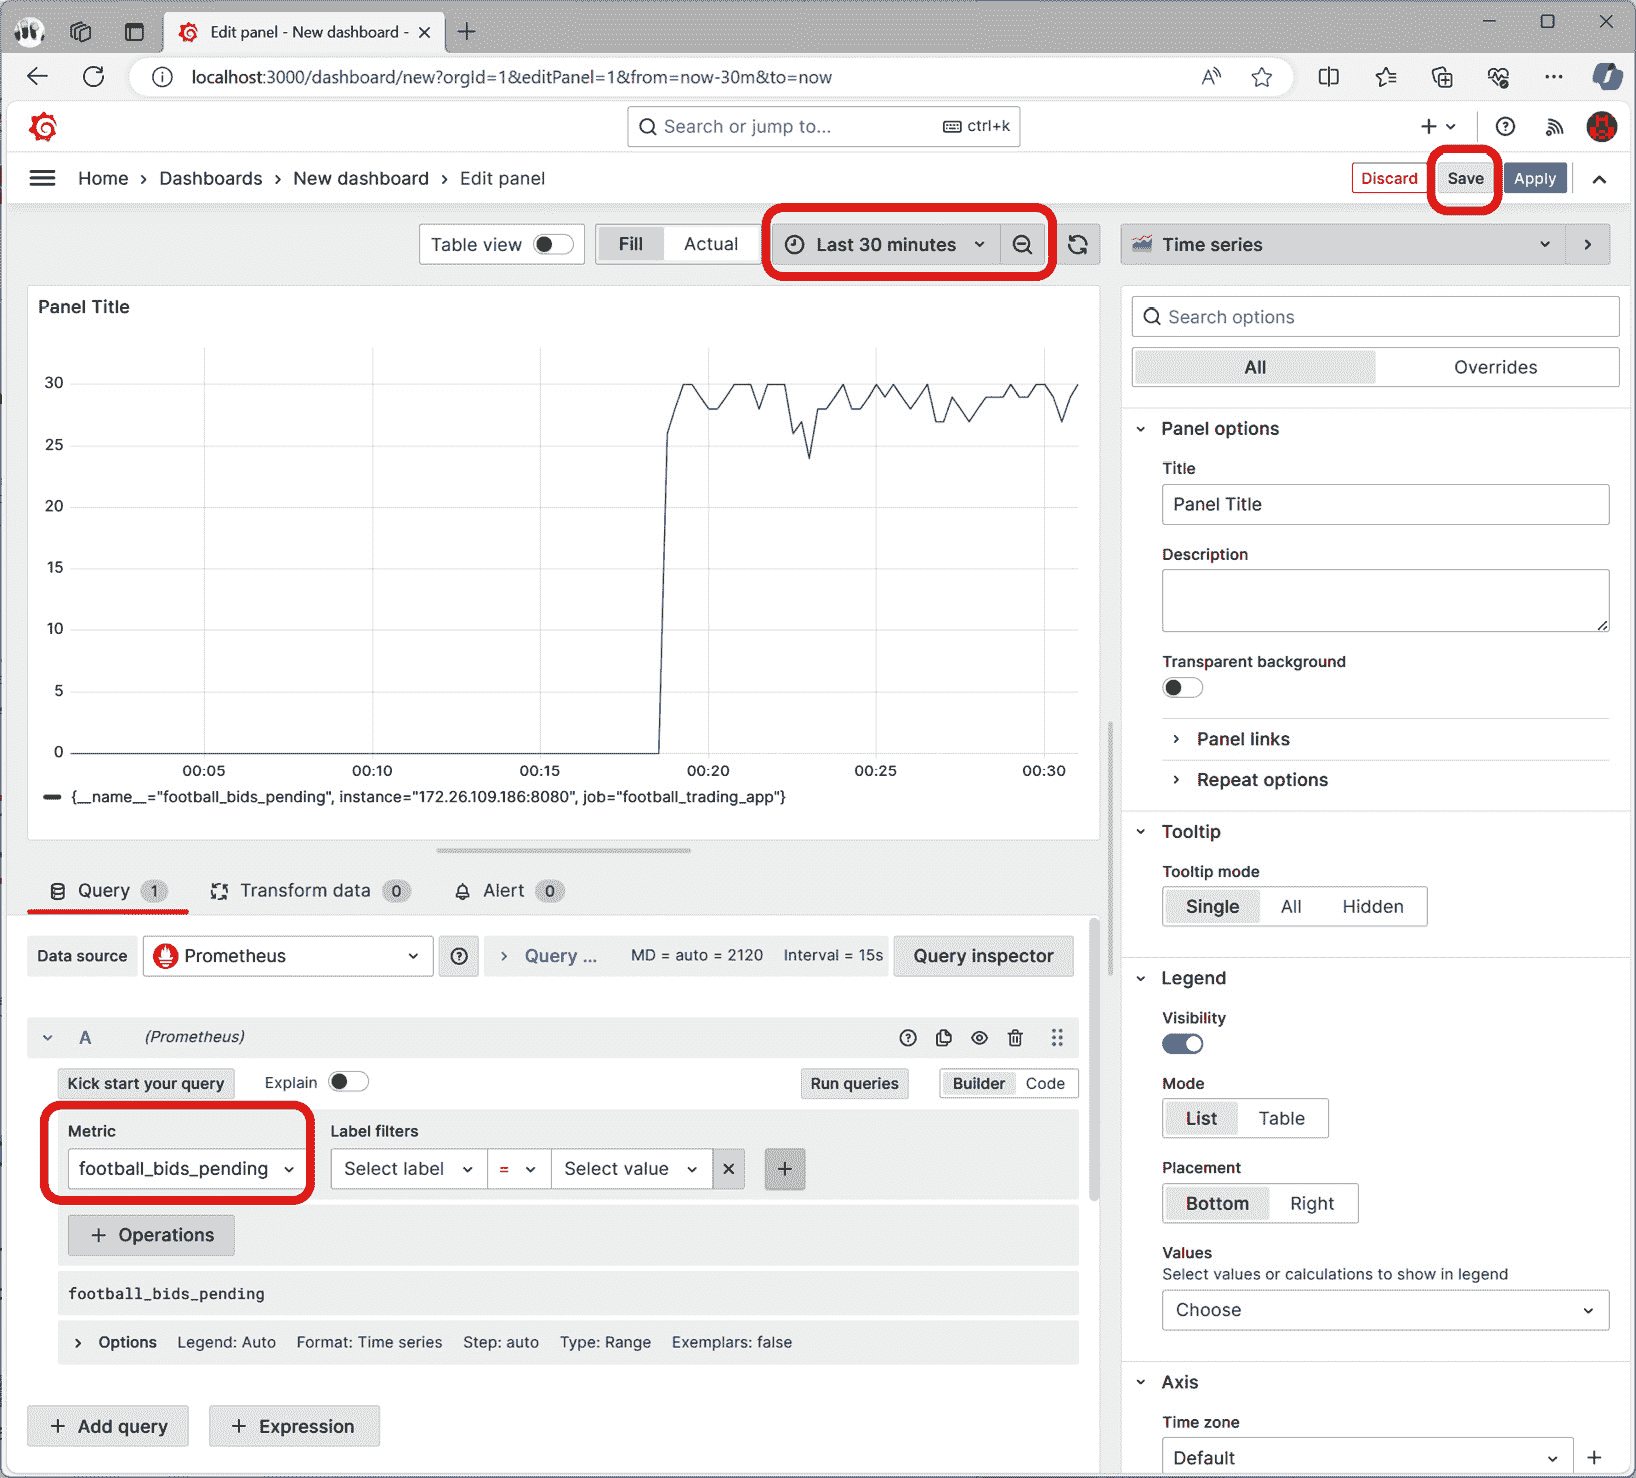 Edit panel - New dashboard -
localhost:3000/dashboard/new?orgId=1&editPanel=1&from=now-30m&to=now
Search or jump to... ctrl+k
Home › Dashboards › New dashboard › Edit panel
Discard Save Apply
Table view Fill Actual Last 30 minutes Time series
Panel Title
30
25
20
15
10
5
0
00:05 00:10 00:15 00:20 00:25 00:30
{__name__="football_bids_pending", instance="172.26.109.186:8080", job="football_trading_app"}
Query 1 Transform data 0 Alert 0
Data source Prometheus Query ... MD = auto = 2120 Interval = 15s Query inspector
A (Prometheus)
Kick start your query Explain Run queries Builder Code
Metric Label filters
football_bids_pending Select label = Select value
+ Operations
football_bids_pending
Options Legend: Auto Format: Time series Step: auto Type: Range Exemplars: false
+ Add query + Expression
Search options
All Overrides
Panel options
Title
Panel Title
Description
Transparent background
Panel links
Repeat options
Tooltip
Tooltip mode
Single All Hidden
Legend
Visibility
Mode
List Table
Placement
Bottom Right
Values
Select values or calculations to show in legend
Choose
Axis
Time zone
Default